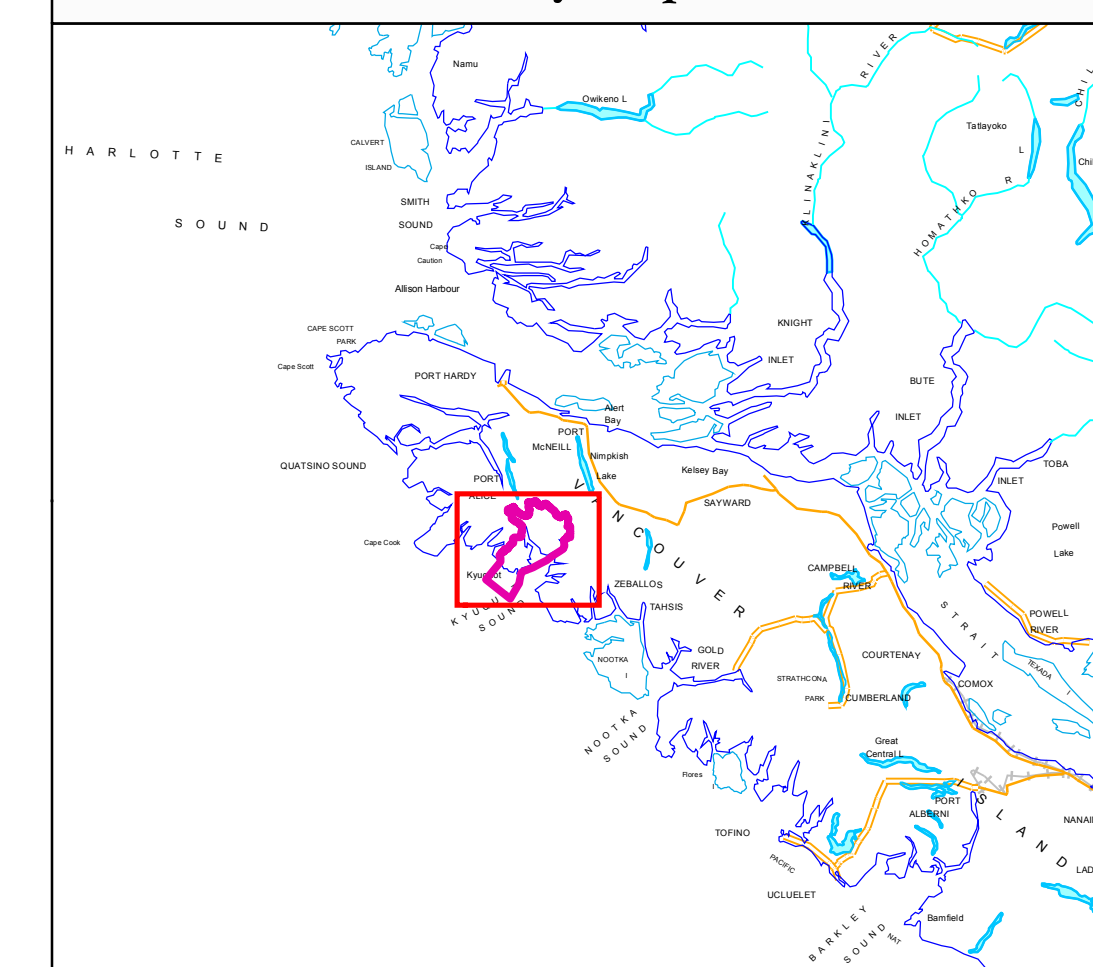 Namu
Owikeno L
RIVER
CHIL
Tatlayoko
L
R
Chil
CALVERT
ISLAND
HARLOTTE
SOUND
KLINAKLINI
HOMATHKO
SMITH
SOUND
Cape
Caution
Allison Harbour
KNIGHT
INLET
CAPE SCOTT
PARK
Cape Scott
PORT HARDY
BUTE
INLET
Alert
Bay
PORT
McNEILL
Nimpkish
Lake
QUATSINO SOUND
PORT
ALICE
Kelsey Bay
SAYWARD
TOBA
INLET
VANCOUVER
Powell
Lake
Cape Cook
Kyuquot
KYUQU
SOUND
ZEBALLOS
TAHSIS
CAMPBELL
RIVER
STRAIT
POWELL
RIVER
NOOTKA
I
GOLD
RIVER
COURTENAY
STRATHCONA
PARK
CUMBERLAND
COMOX
TEXADA
I
NOOTKA
SOUND
Great
Central L
Flores
I
ISLAND
PORT
ALBERNI
NANAI
TOFINO
PACIFIC
LAD
UCLUELET
BARKLEY
SOUND
NAT
Bamfield